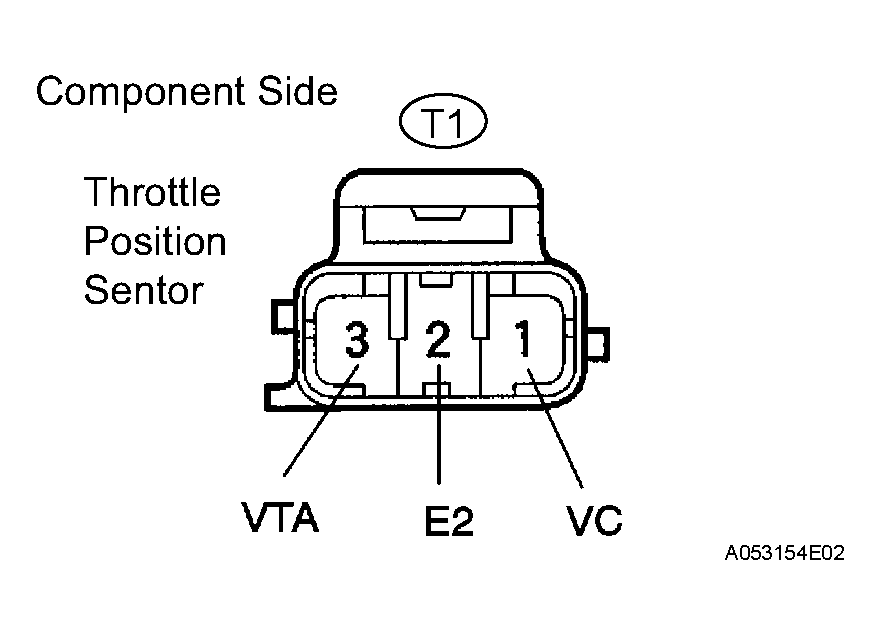 Component Side
T1
Throttle
Position
Sentor
3 2 1
VTA E2 VC
A053154E02